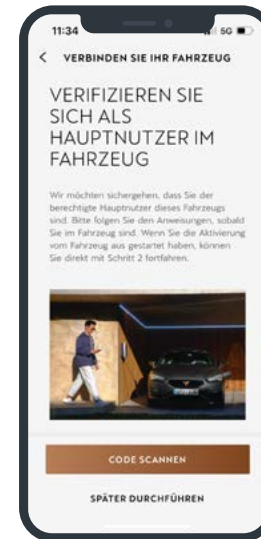 11:34
5G
VERBINDEN SIE IHR FAHRZEUG
VERIFIZIEREN SIE
SICH ALS
HAUPTNUTZER IM
FAHRZEUG
Wir möchten sichergehen, dass Sie der
berechtigte Hauptnutzer dieses Fahrzeugs
sind. Bitte folgen Sie den Anweisungen, sobald
Sie im Fahrzeug sind. Wenn Sie die Aktivierung
vom Fahrzeug aus gestartet haben, können
Sie direkt mit Schritt 2 fortfahren.
CODE SCANNEN
SPÄTER DURCHFÜHREN